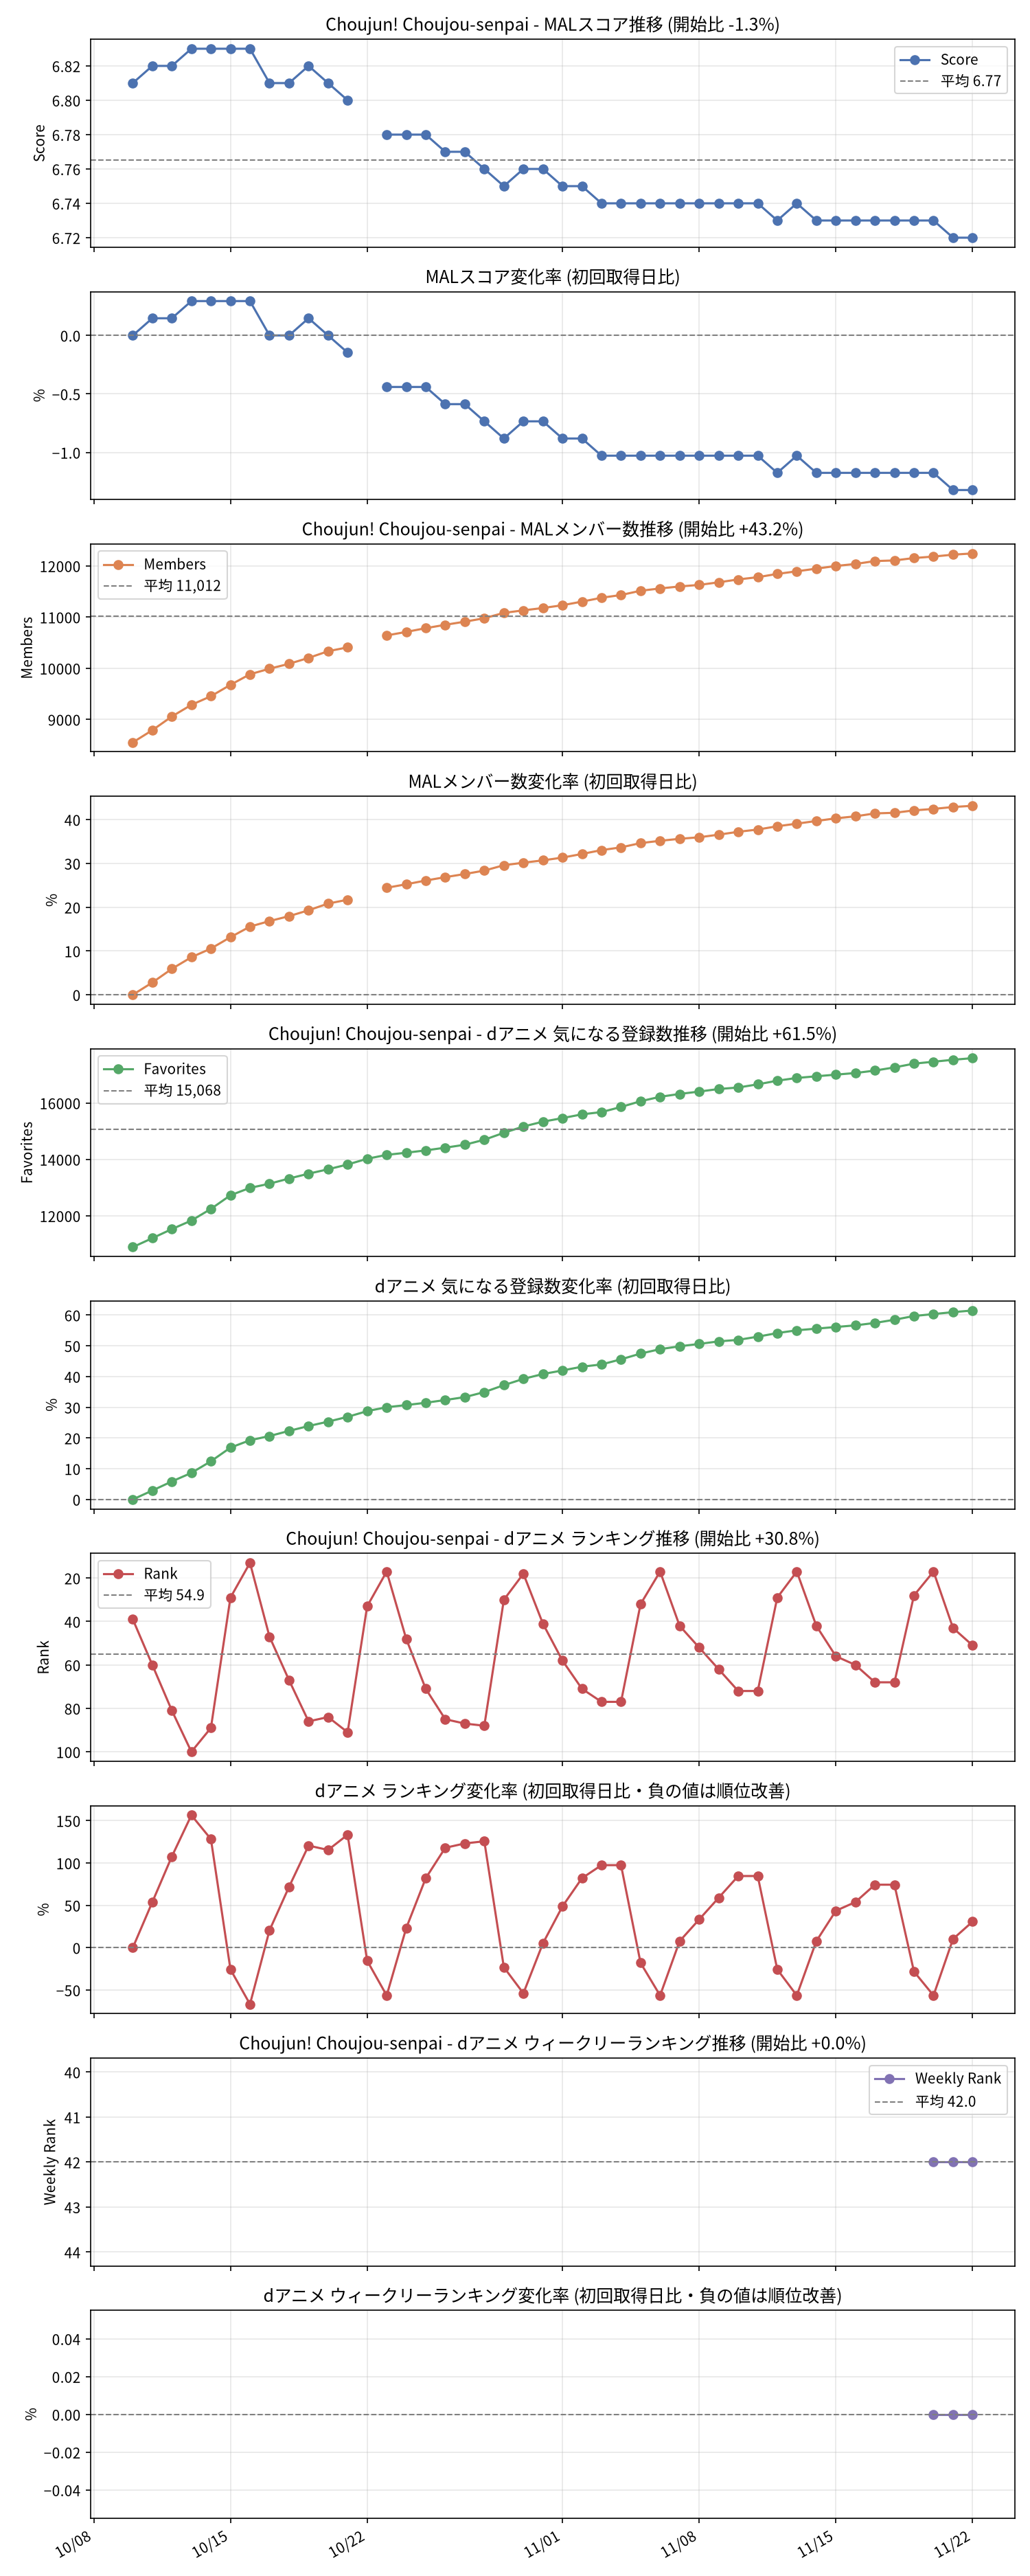 Choujun! Choujou-senpai - MALスコア推移 (開始比 -1.3%)
Score
6.82
6.80
6.78
6.76
6.74
6.72
Score
平均 6.77
MALスコア変化率 (初回取得日比)
%
0.0
−0.5
−1.0
Choujun! Choujou-senpai - MALメンバー数推移 (開始比 +43.2%)
Members
12000
11000
10000
9000
Members
平均 11,012
MALメンバー数変化率 (初回取得日比)
%
40
30
20
10
0
Choujun! Choujou-senpai - dアニメ 気になる登録数推移 (開始比 +61.5%)
Favorites
16000
14000
12000
Favorites
平均 15,068
dアニメ 気になる登録数変化率 (初回取得日比)
%
60
50
40
30
20
10
0
Choujun! Choujou-senpai - dアニメ ランキング推移 (開始比 +30.8%)
Rank
20
40
60
80
100
Rank
平均 54.9
dアニメ ランキング変化率 (初回取得日比・負の値は順位改善)
%
150
100
50
0
−50
Choujun! Choujou-senpai - dアニメ ウィークリーランキング推移 (開始比 +0.0%)
Weekly Rank
40
41
42
43
44
Weekly Rank
平均 42.0
dアニメ ウィークリーランキング変化率 (初回取得日比・負の値は順位改善)
%
0.04
0.02
0.00
−0.02
−0.04
10/08
10/15
10/22
11/01
11/08
11/15
11/22